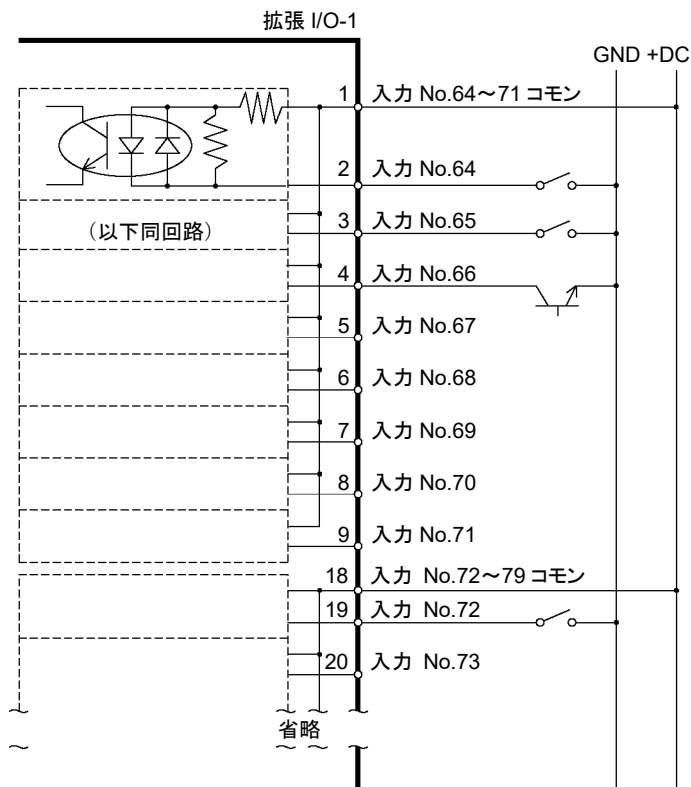 拡張 I/O-1
GND +DC
1 入力 No.64～71 コモン
2 入力 No.64
（以下同回路）
3 入力 No.65
4 入力 No.66
5 入力 No.67
6 入力 No.68
7 入力 No.69
8 入力 No.70
9 入力 No.71
18 入力 No.72～79 コモン
19 入力 No.72
20 入力 No.73
省略